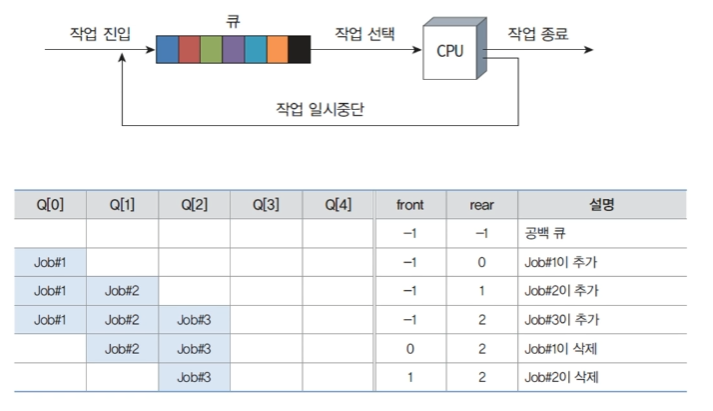 큐
작업 진입
작업 선택
CPU
작업 종료
작업 일시중단
Q[0] Q[1] Q[2] Q[3] Q[4] front rear 설명
–1 –1 공백 큐
Job#1 –1 0 Job#1이 추가
Job#1 Job#2 –1 1 Job#2이 추가
Job#1 Job#2 Job#3 –1 2 Job#3이 추가
Job#2 Job#3 0 2 Job#1이 삭제
Job#3 1 2 Job#2이 삭제